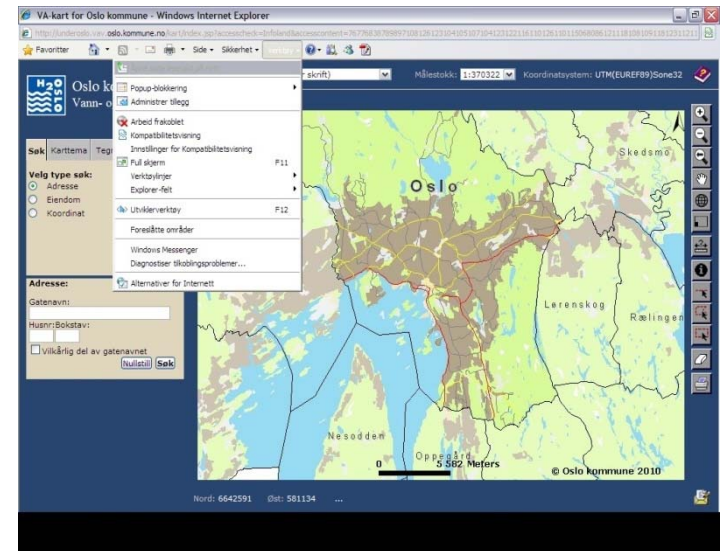 VA-kart for Oslo kommune - Windows Internet Explorer
Favoritter
Side
Sikkerhet
Popup-blokkering
Administrer tillegg
Arbeid frakoblet
Kompatibilitetsvisning
Innstillinger for Kompatibilitetsvisning
Full skjerm F11
Verktøylinjer
Explorer-felt
Utviklerverktøy F12
Foreslåtte områder
Windows Messenger
Diagnostiser tilkoblingsproblemer...
Alternativer for Internett
H2O
OSLO
Oslo
Vann- o
r skrift)
Målestokk: 1:370322
Koordinatsystem: UTM(EUREF89)Sone32
Søk
Karttema
Velg type søk:
Adresse
Eiendom
Koordinat
Adresse:
Gatenavn:
Husnr:Bokstav:
Vilkårlig del av gatenavnet
Nullstill Søk
Skedsmo
Oslo
Lørenskog
Rælingen
Nesodden
Oppegård
0 5 582 Meters
© Oslo kommune 2010
Nord: 6642591 Øst: 581134 ...